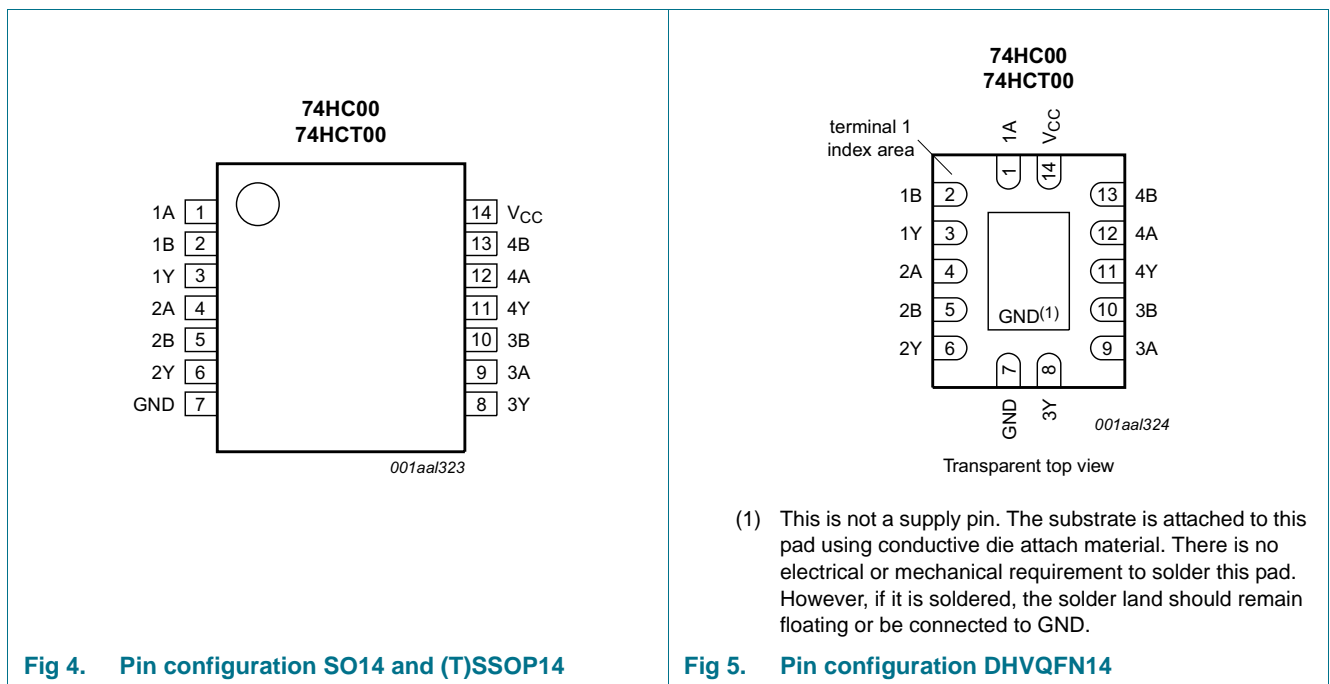 74HC00
74HCT00
1A 1 14 VCC
1B 2 13 4B
1Y 3 12 4A
2A 4 11 4Y
2B 5 10 3B
2Y 6 9 3A
GND 7 8 3Y
001aal323
Fig 4. Pin configuration SO14 and (T)SSOP14
74HC00
74HCT00
terminal 1
index area
1A VCC
1 14
1B 2 13 4B
1Y 3 12 4A
2A 4 11 4Y
2B 5 10 3B
GND(1)
2Y 6 9 3A
7 8
GND 3Y
001aal324
Transparent top view
(1) This is not a supply pin. The substrate is attached to this
pad using conductive die attach material. There is no
electrical or mechanical requirement to solder this pad.
However, if it is soldered, the solder land should remain
floating or be connected to GND.
Fig 5. Pin configuration DHVQFN14